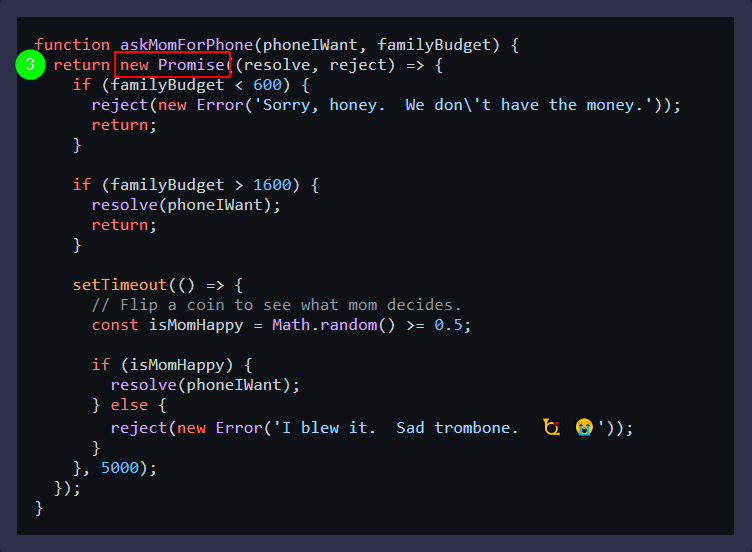 function askMomForPhone(phoneIWant, familyBudget) {
3 return new Promise((resolve, reject) => {
if (familyBudget < 600) {
reject(new Error('Sorry, honey.  We don\'t have the money.'));
return;
}
if (familyBudget > 1600) {
resolve(phoneIWant);
return;
}
setTimeout(() => {
// Flip a coin to see what mom decides.
const isMomHappy = Math.random() >= 0.5;
if (isMomHappy) {
resolve(phoneIWant);
} else {
reject(new Error('I blew it.  Sad trombone.  🎺 😭'));
}
}, 5000);
});
}